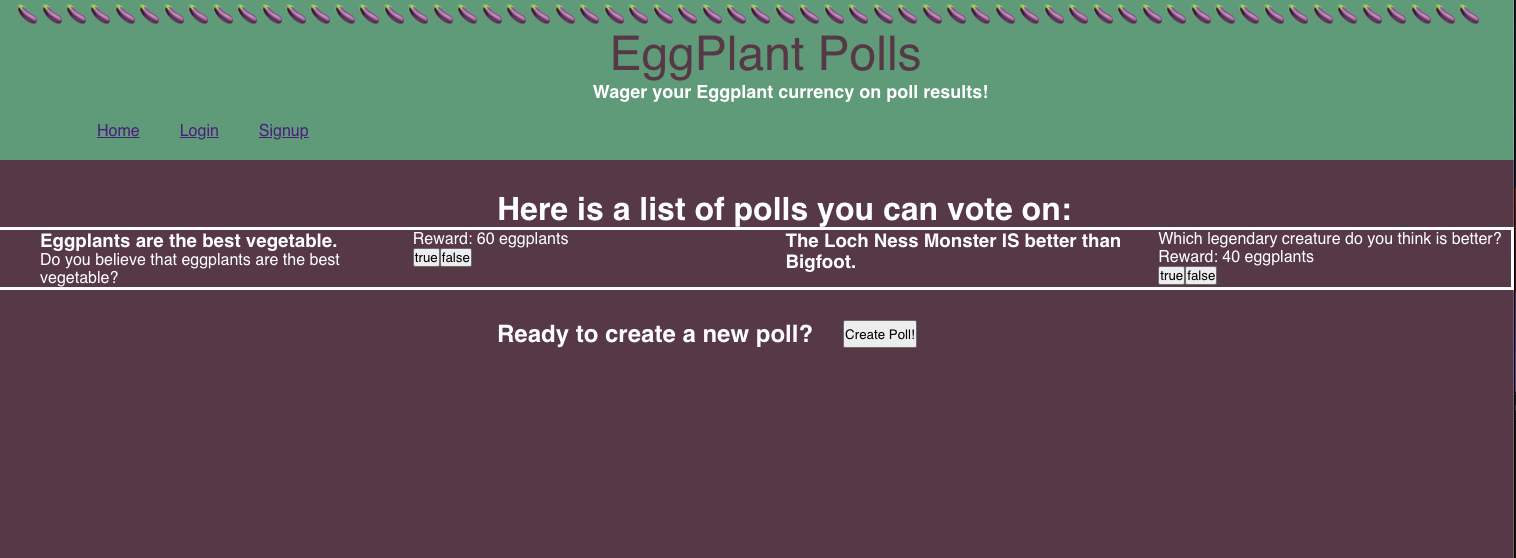 EggPlant Polls
Wager your Eggplant currency on poll results!
Home Login Signup
Here is a list of polls you can vote on:
Eggplants are the best vegetable.
Do you believe that eggplants are the best
vegetable?
Reward: 60 eggplants
true false
The Loch Ness Monster IS better than
Bigfoot.
Which legendary creature do you think is better?
Reward: 40 eggplants
true false
Ready to create a new poll? Create Poll!